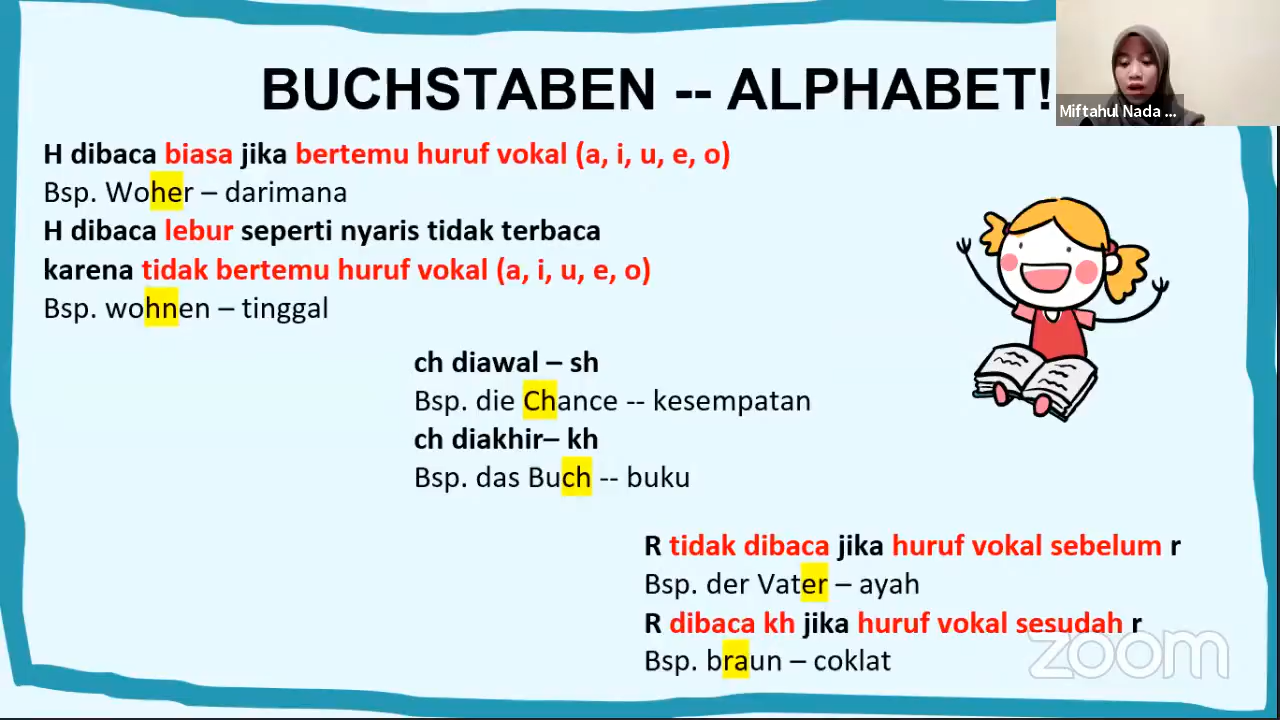 BUCHSTABEN -- ALPHABET!
Miftahul Nada ...
H dibaca biasa jika bertemu huruf vokal (a, i, u, e, o)
Bsp. Woher – darimana
H dibaca lebur seperti nyaris tidak terbaca
karena tidak bertemu huruf vokal (a, i, u, e, o)
Bsp. wohnen – tinggal
ch diawal – sh
Bsp. die Chance -- kesempatan
ch diakhir– kh
Bsp. das Buch -- buku
R tidak dibaca jika huruf vokal sebelum r
Bsp. der Vater – ayah
R dibaca kh jika huruf vokal sesudah r
Bsp. braun – coklat
zoom